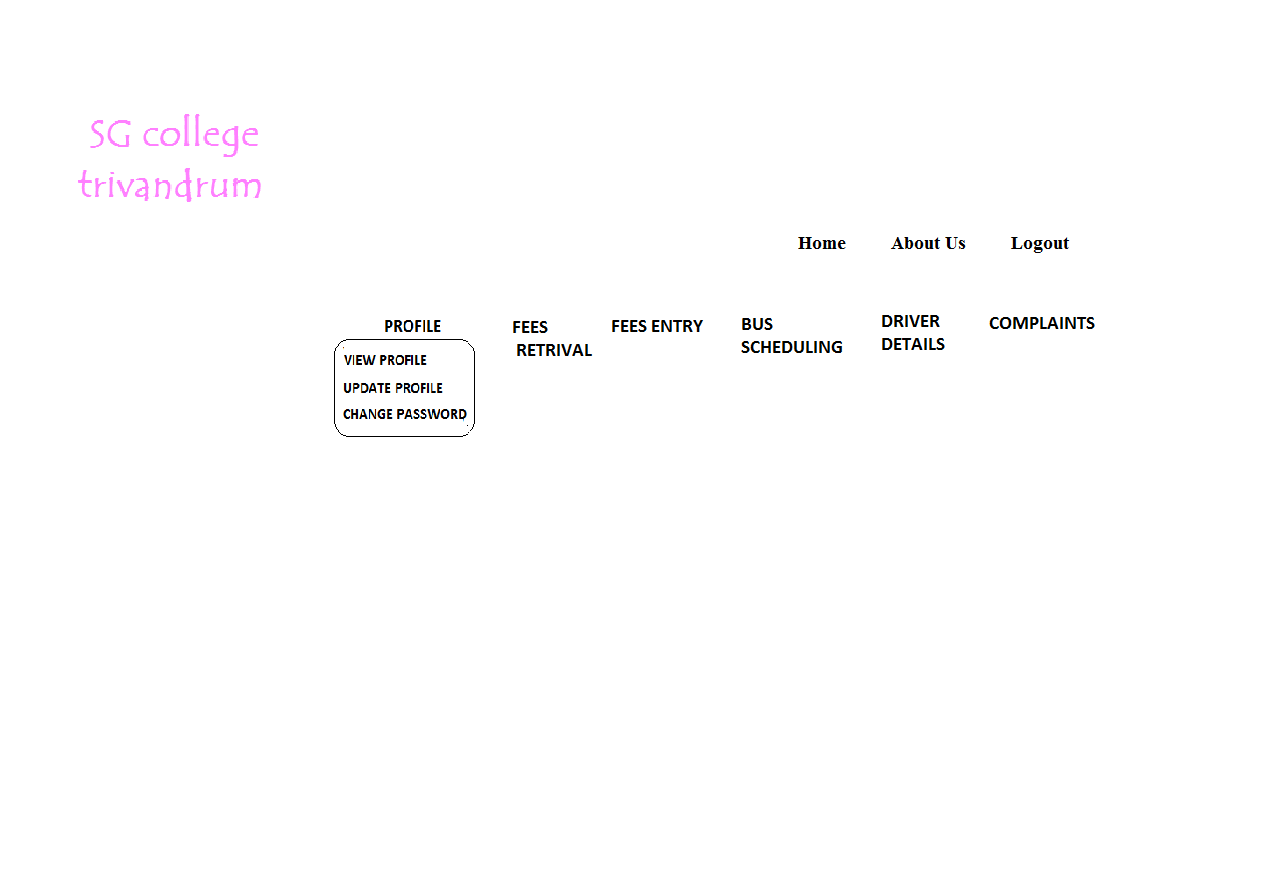 SG college
trivandrum
Home About Us Logout
PROFILE
VIEW PROFILE
UPDATE PROFILE
CHANGE PASSWORD
FEES
RETRIVAL
FEES ENTRY
BUS
SCHEDULING
DRIVER
DETAILS
COMPLAINTS